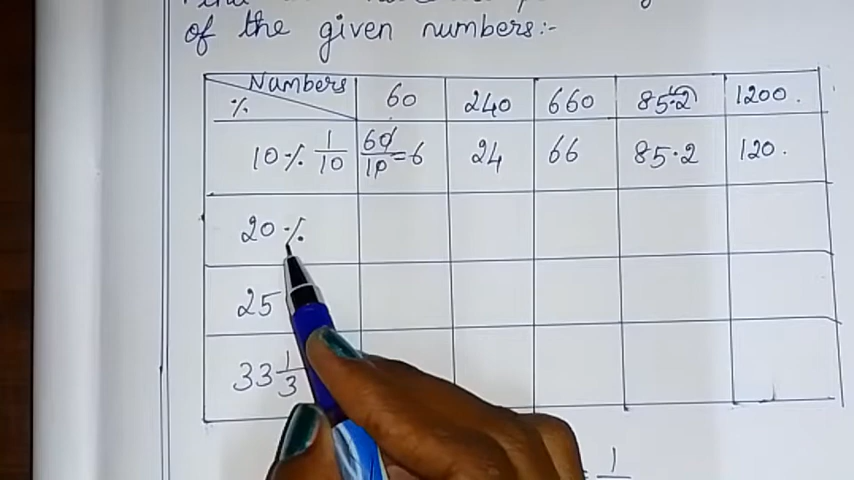 of the given numbers:-
Numbers
% 60 240 660 85.2 1200.
10% 1/10 60/10=6 24 66 85.2 120.
20%
25
33 1/3
1